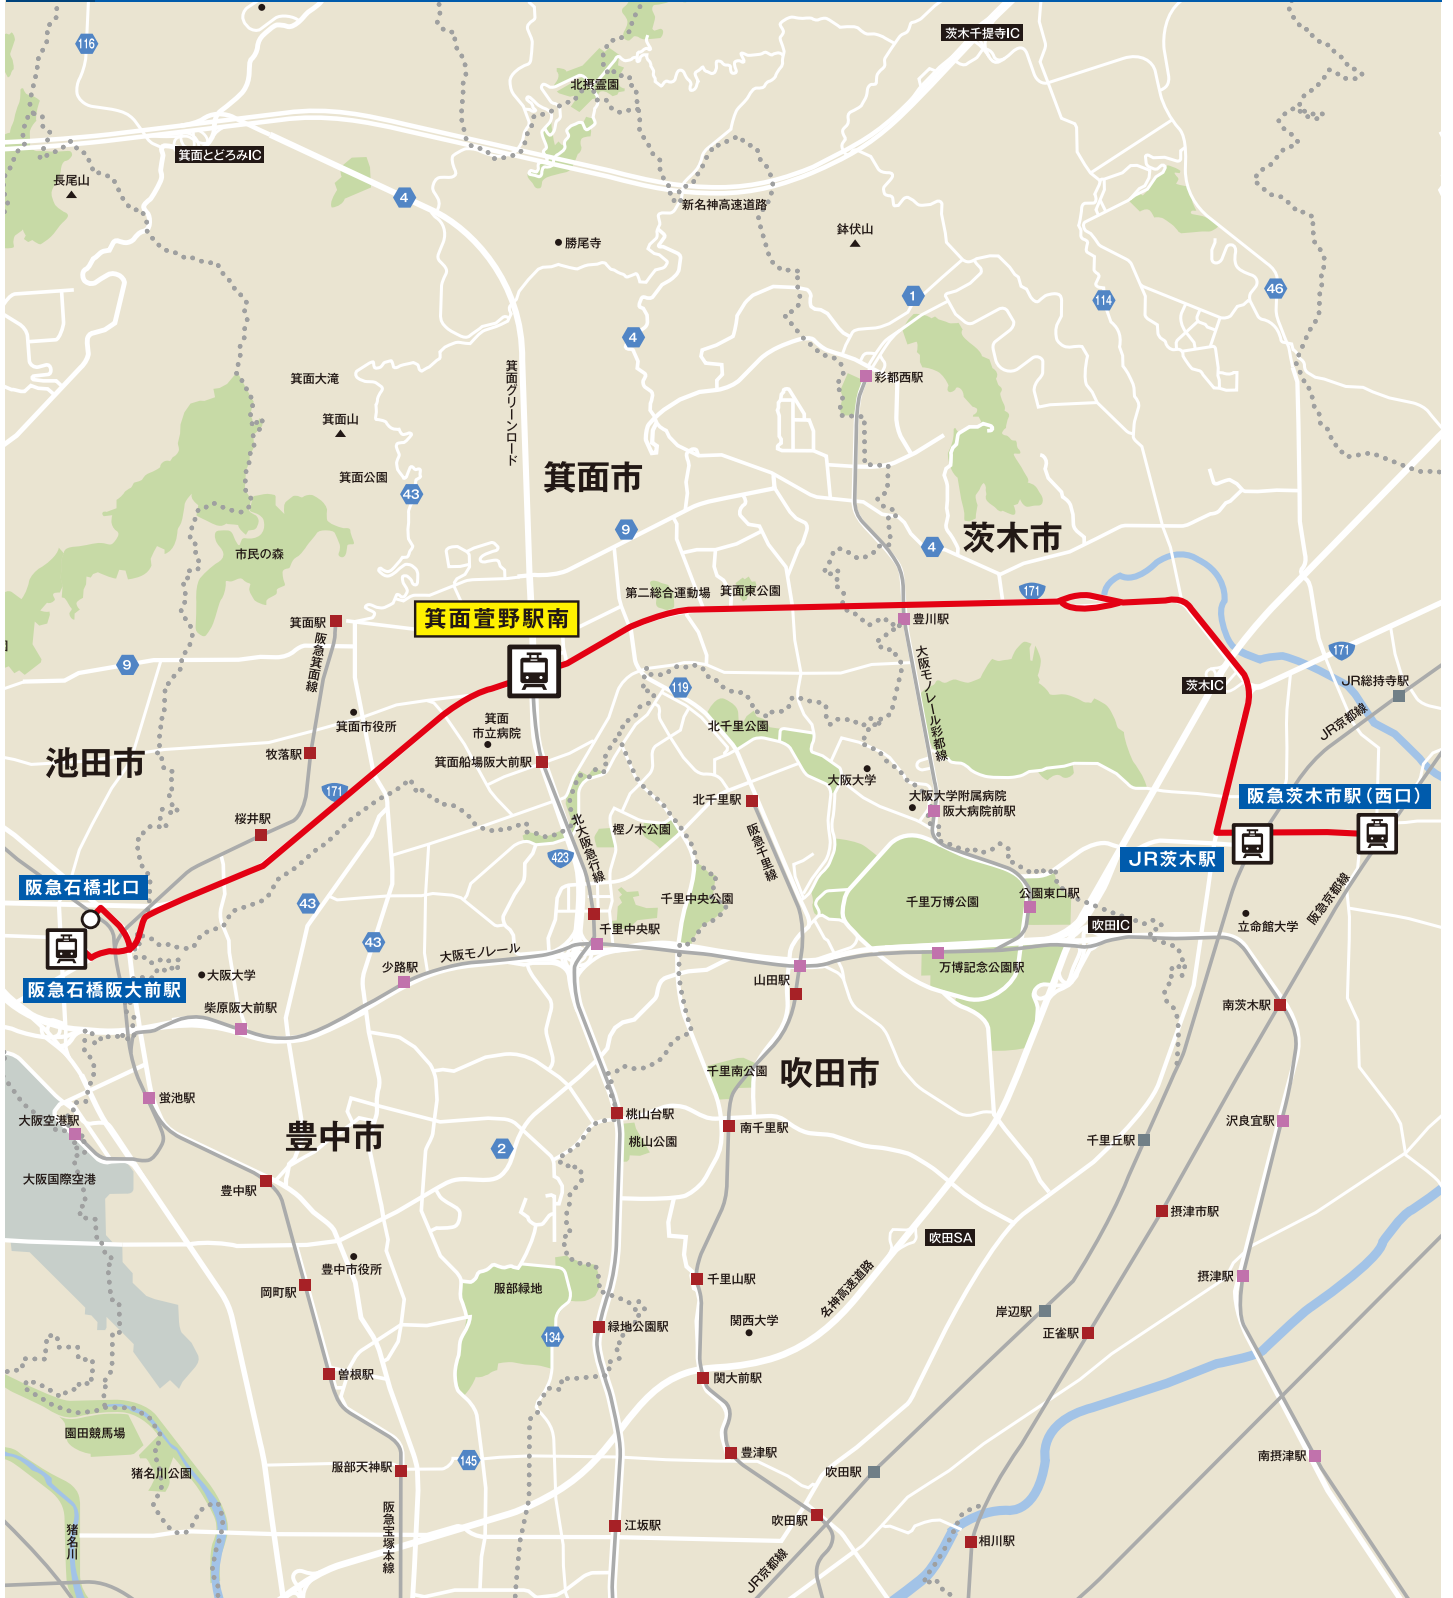 116
茨木千提寺IC
北摂霊園
箕面とどろみIC
長尾山
4
新名神高速道路
鉢伏山
勝尾寺
1
114
46
4
箕面グリーンロード
箕面大滝
彩都西駅
箕面山
箕面市
箕面公園
43
9
茨木市
4
市民の森
第二総合運動場
箕面東公園
171
箕面萱野駅南
箕面駅
豊川駅
阪急箕面線
171
9
大阪モノレール彩都線
119
茨木IC
JR総持寺駅
JR京都線
箕面市役所
箕面
市立病院
北千里公園
池田市
牧落駅
箕面船場阪大前駅
大阪大学
171
北千里駅
大阪大学附属病院
阪大病院前駅
阪急茨木市駅(西口)
桜井駅
北大阪急行線
樫ノ木公園
阪急千里線
423
JR茨木駅
阪急石橋北口
43
千里中央公園
千里万博公園
公園東口駅
阪急京都線
43
千里中央駅
吹田IC
立命館大学
大阪モノレール
少路駅
大阪大学
山田駅
万博記念公園駅
阪急石橋阪大前駅
柴原阪大前駅
南茨木駅
吹田市
千里南公園
蛍池駅
大阪空港駅
豊中市
桃山台駅
南千里駅
沢良宜駅
2
桃山公園
千里丘駅
大阪国際空港
豊中駅
摂津市駅
吹田SA
豊中市役所
名神高速道路
岡町駅
服部緑地
千里山駅
摂津駅
関西大学
岸辺駅
134
緑地公園駅
正雀駅
曽根駅
関大前駅
園田競馬場
豊津駅
145
猪名川公園
服部天神駅
吹田駅
南摂津駅
猪名川
阪急宝塚本線
江坂駅
吹田駅
相川駅
JR京都線